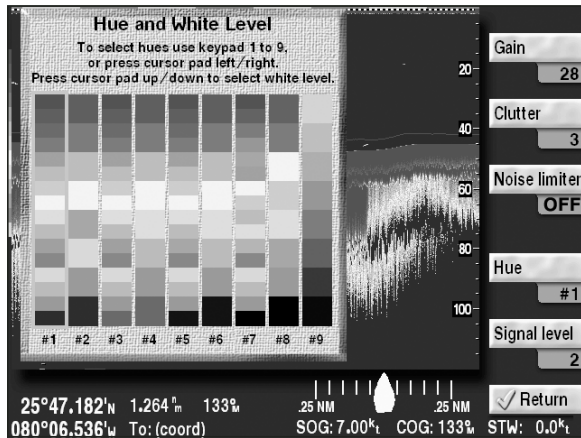 Hue and White Level
To select hues use keypad 1 to 9,
or press cursor pad left/right.
Press cursor pad up/down to select white level.
#1 #2 #3 #4 #5 #6 #7 #8 #9
20
40
60
80
100
Gain
28
Clutter
3
Noise limiter
OFF
Hue
#1
Signal level
2
Return
25°47.182'N 1.264 nm 133°M .25 NM .25 NM
080°06.536'W To: (coord) SOG: 7.00kt COG: 133°M STW: 0.0kt